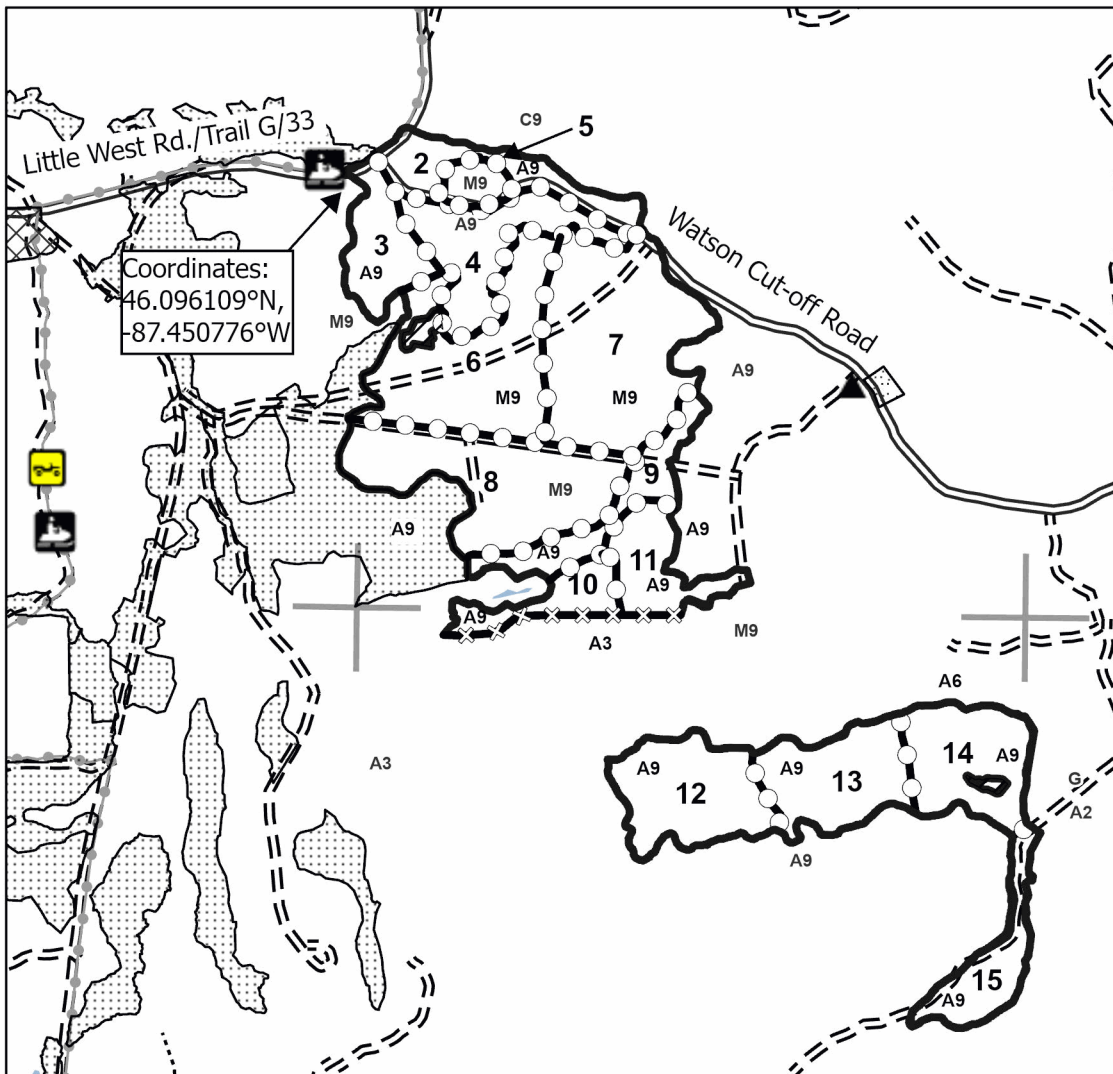 C9
5
Little West Rd./Trail G/33
2
A9
M9
A9
Watson Cut-off Road
3
4
A9
Coordinates:
46.096109°N,
-87.450776°W
M9
6
7
A9
M9
M9
8
9
M9
A9
A9
A9
11
10
A9
A9
M9
A3
A6
A3
A9
A9
14
A9
12
13
G
A2
A9
15
A9